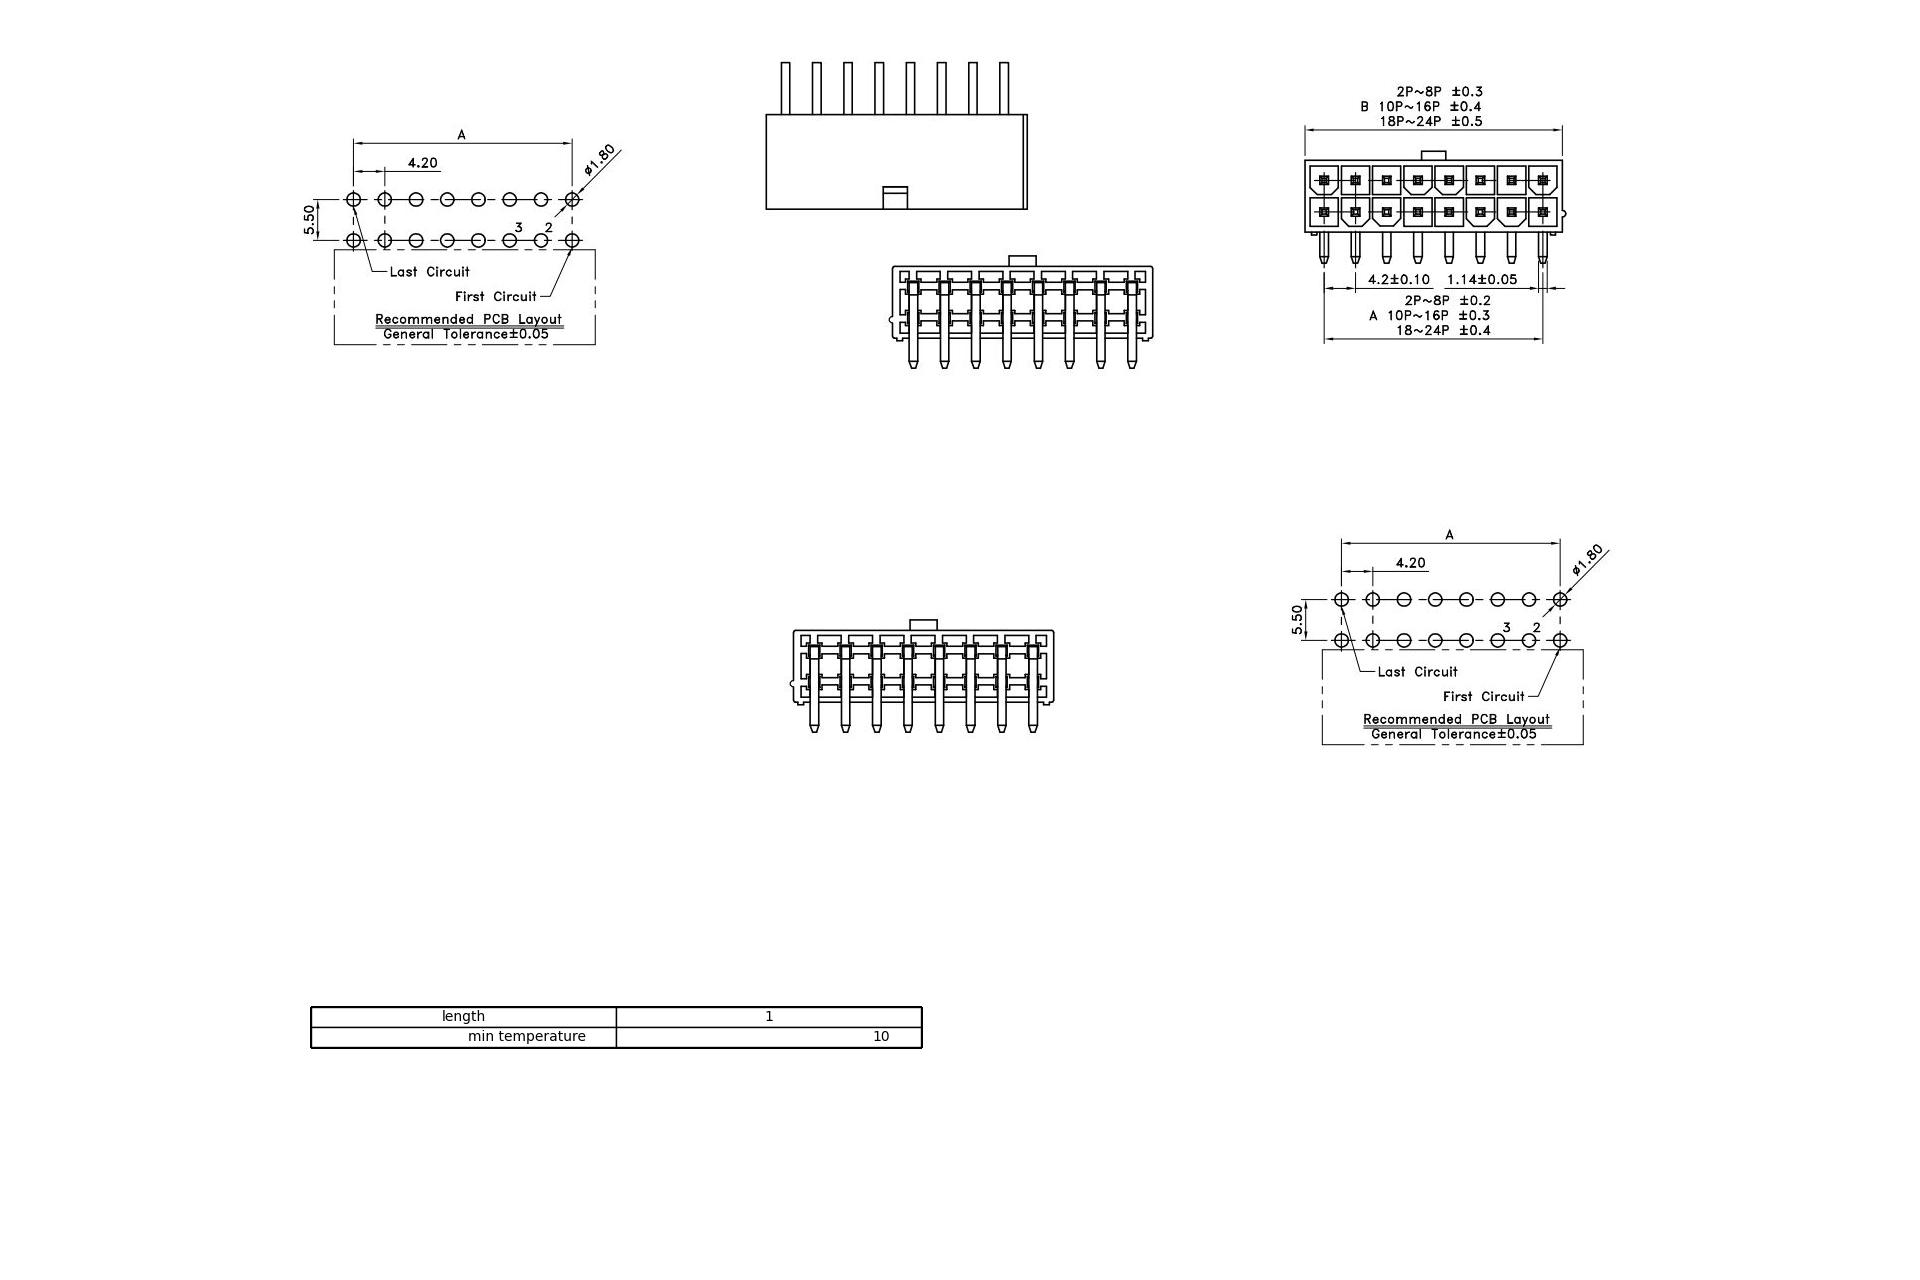 A
4.20
ø1.80
5.50
3 2
Last Circuit
First Circuit
Recommended PCB Layout
General Tolerance±0.05
2P~8P ±0.3
B 10P~16P ±0.4
18P~24P ±0.5
4.2±0.10 1.14±0.05
2P~8P ±0.2
A 10P~16P ±0.3
18~24P ±0.4
A
4.20
ø1.80
5.50
3 2
Last Circuit
First Circuit
Recommended PCB Layout
General Tolerance±0.05
length 1
min temperature 10